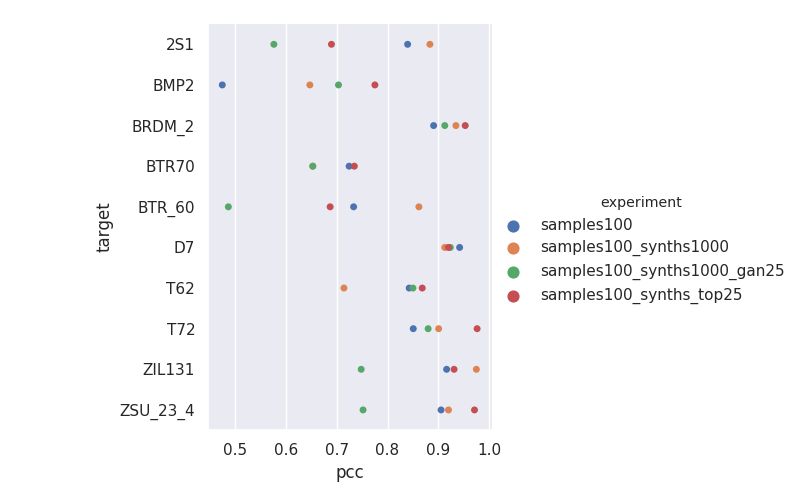 2S1
BMP2
BRDM_2
BTR70
BTR_60
D7
T62
T72
ZIL131
ZSU_23_4
target
0.5 0.6 0.7 0.8 0.9 1.0
pcc
experiment
samples100
samples100_synths1000
samples100_synths1000_gan25
samples100_synths_top25